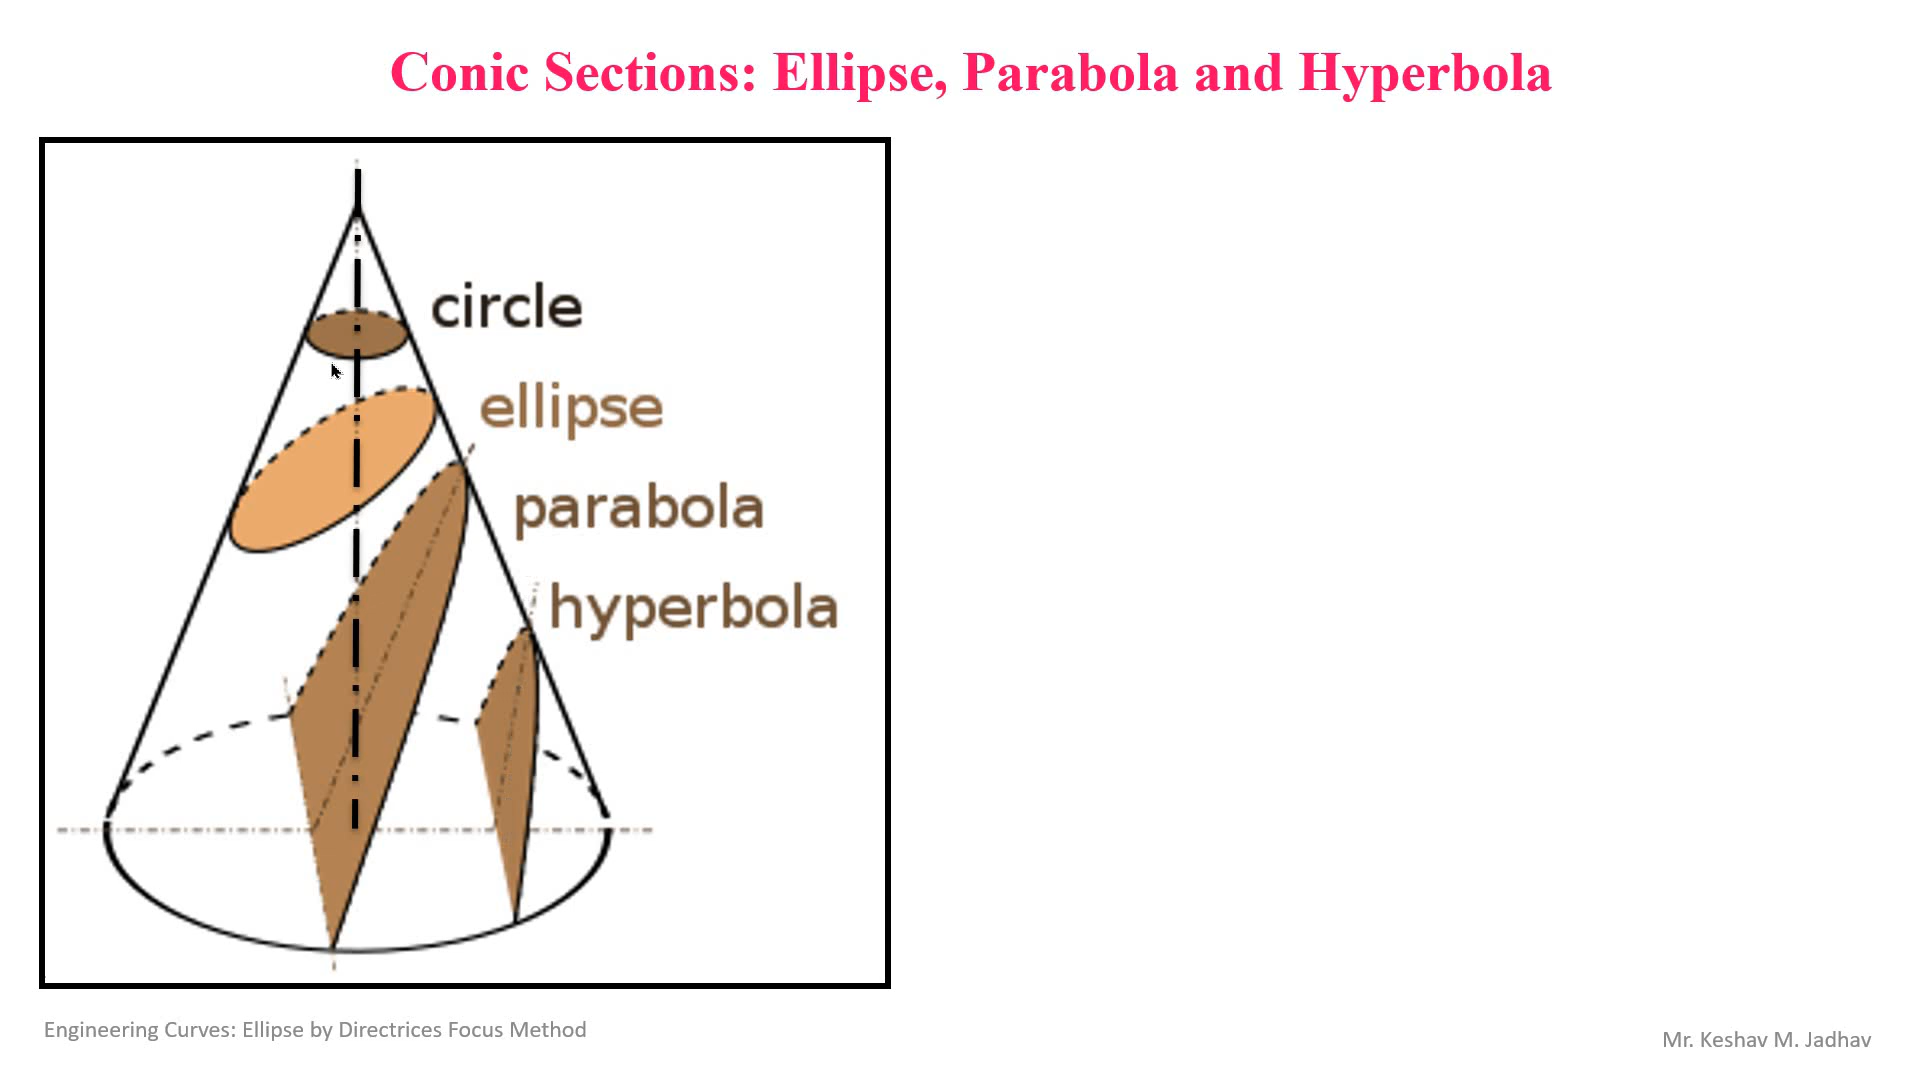 Conic Sections: Ellipse, Parabola and Hyperbola
circle
ellipse
parabola
hyperbola
Engineering Curves: Ellipse by Directrices Focus Method
Mr. Keshav M. Jadhav